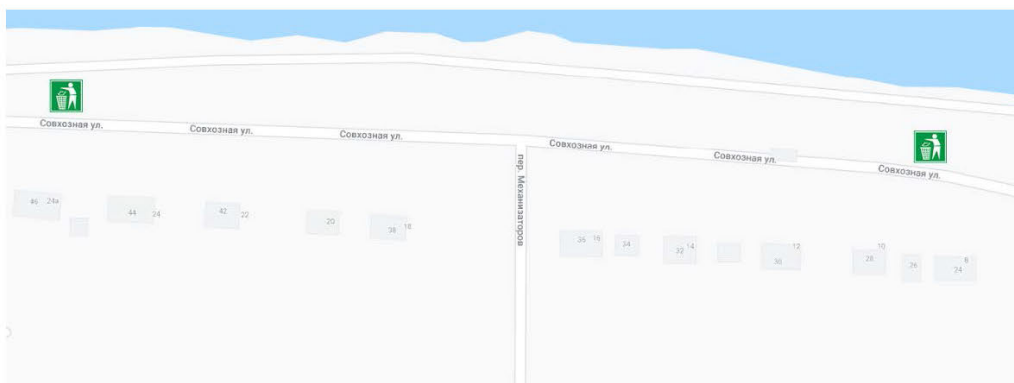 Совхозная ул.
Совхозная ул.
Совхозная ул.
Совхозная ул.
Совхозная ул.
Совхозная ул.
пер. Механизаторов
46 24а
44 24
42 22
20
38 18
36 16
34
32 14
30 12
28 10
26
24 8